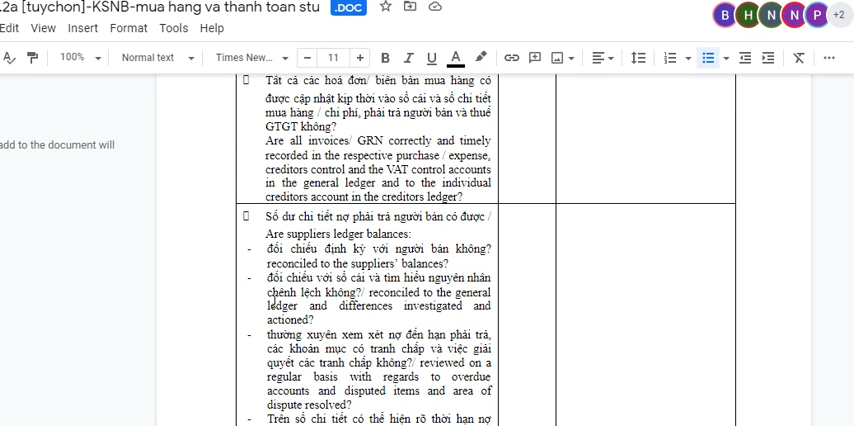 .2a [tuychon]-KSNB-mua hang va thanh toan stu .DOC
B H N N P +2
Edit View Insert Format Tools Help
100% Normal text Times New... – 11 + B I U A
Tất cả các hoá đơn/ biên bản mua hàng có
được cập nhật kịp thời vào sổ cái và sổ chi tiết
mua hàng / chi phí, phải trả người bán và thuế
GTGT không?
add to the document will
Are all invoices/ GRN correctly and timely
recorded in the respective purchase / expense,
creditors control and the VAT control accounts
in the general ledger and to the individual
creditors account in the creditors ledger?
Số dư chi tiết nợ phải trả người bán có được /
Are suppliers ledger balances:
- đối chiếu định kỳ với người bán không?
reconciled to the suppliers’ balances?
- đối chiếu với sổ cái và tìm hiểu nguyên nhân
chênh lệch không?/ reconciled to the general
ledger and differences investigated and
actioned?
- thường xuyên xem xét nợ đến hạn phải trả,
các khoản mục có tranh chấp và việc giải
quyết các tranh chấp không?/ reviewed on a
regular basis with regards to overdue
accounts and disputed items and area of
dispute resolved?
- Trên sổ chi tiết có thể hiện rõ thời hạn nợ